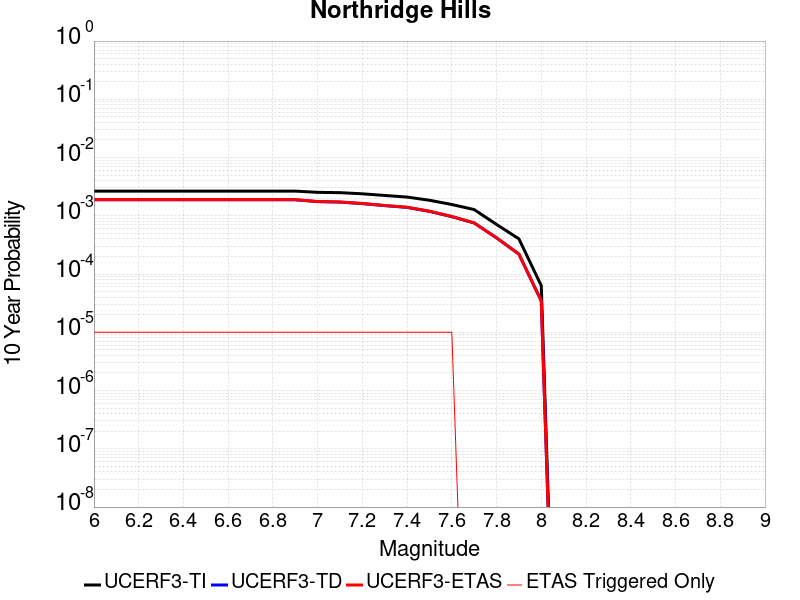 Northridge Hills
10 0
10 -1
10 -2
10 -3
10 -4
10 -5
10 -6
10 -7
10 -8
10 Year Probability
6 6.2 6.4 6.6 6.8 7 7.2 7.4 7.6 7.8 8 8.2 8.4 8.6 8.8 9
Magnitude
UCERF3-TI UCERF3-TD UCERF3-ETAS ETAS Triggered Only